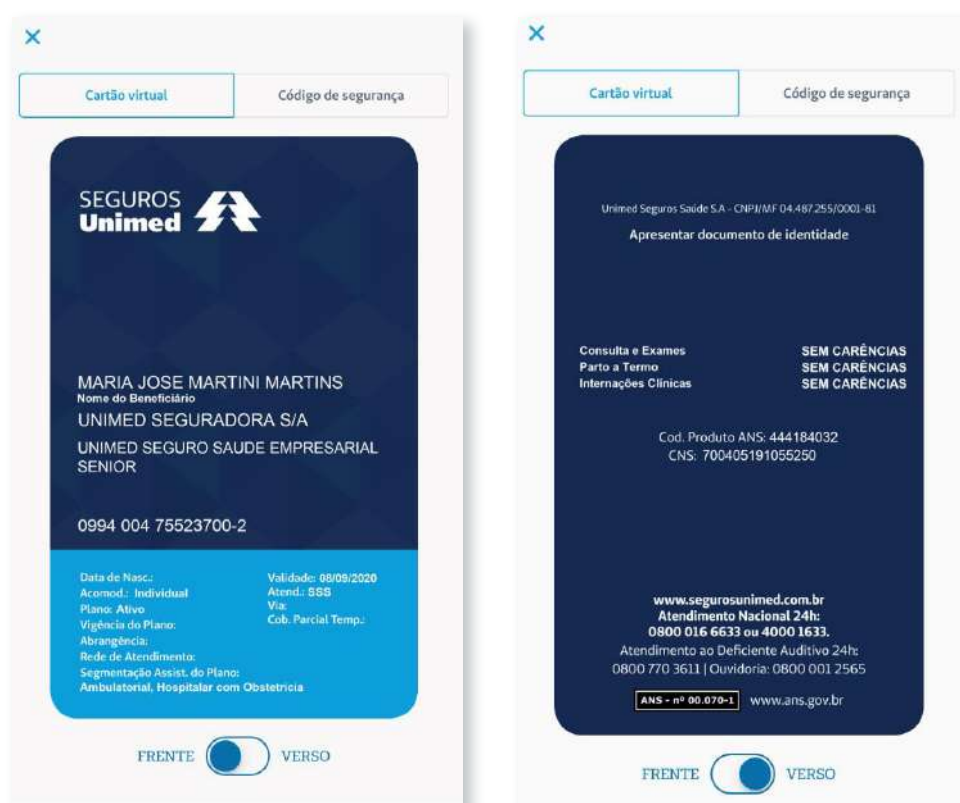 ×
Cartão virtual
Código de segurança
SEGUROS
Unimed
MARIA JOSE MARTINI MARTINS
Nome do Beneficiário
UNIMED SEGURADORA S/A
UNIMED SEGURO SAUDE EMPRESARIAL
SENIOR
0994 004 75523700-2
Data de Nasc.:
Acomod.: Individual
Plano: Ativo
Vigência do Plano:
Abrangência:
Rede de Atendimento:
Segmentação Assist. do Plano:
Ambulatorial, Hospitalar com Obstetricia
Validade: 08/09/2020
Atend.: SSS
Via:
Cob. Parcial Temp.:
FRENTE VERSO
×
Cartão virtual
Código de segurança
Unimed Seguros Saúde S.A - CNPJ/MF 04.487.255/0001-81
Apresentar documento de identidade
Consulta e Exames SEM CARÊNCIAS
Parto a Termo SEM CARÊNCIAS
Internações Clínicas SEM CARÊNCIAS
Cod. Produto ANS: 444184032
CNS: 700405191055250
www.segurosunimed.com.br
Atendimento Nacional 24h:
0800 016 6633 ou 4000 1633.
Atendimento ao Deficiente Auditivo 24h:
0800 770 3611 | Ouvidoria: 0800 001 2565
ANS - nº 00.070-1 www.ans.gov.br
FRENTE VERSO